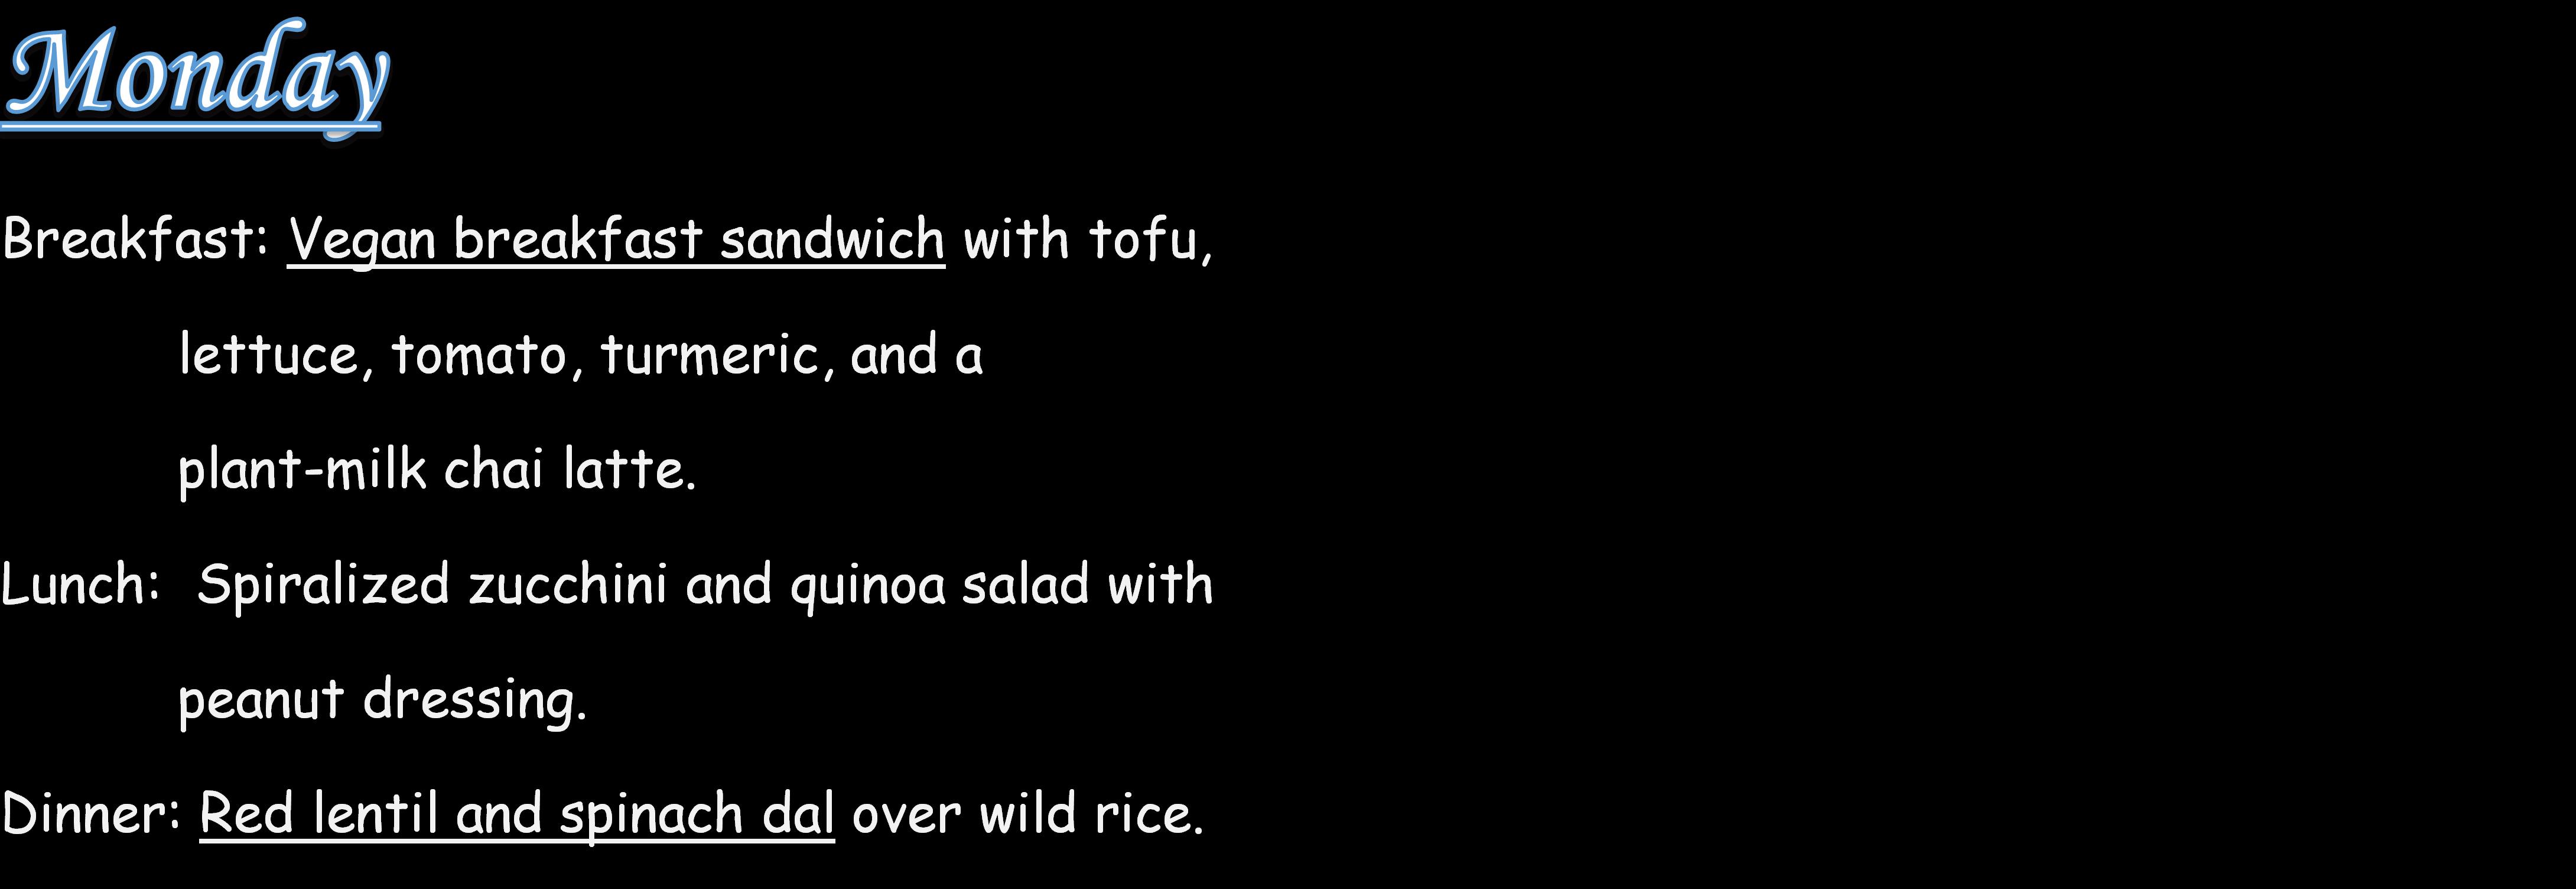 Monday
Breakfast: Vegan breakfast sandwich with tofu,
lettuce, tomato, turmeric, and a
plant-milk chai latte.
Lunch: Spiralized zucchini and quinoa salad with
peanut dressing.
Dinner: Red lentil and spinach dal over wild rice.